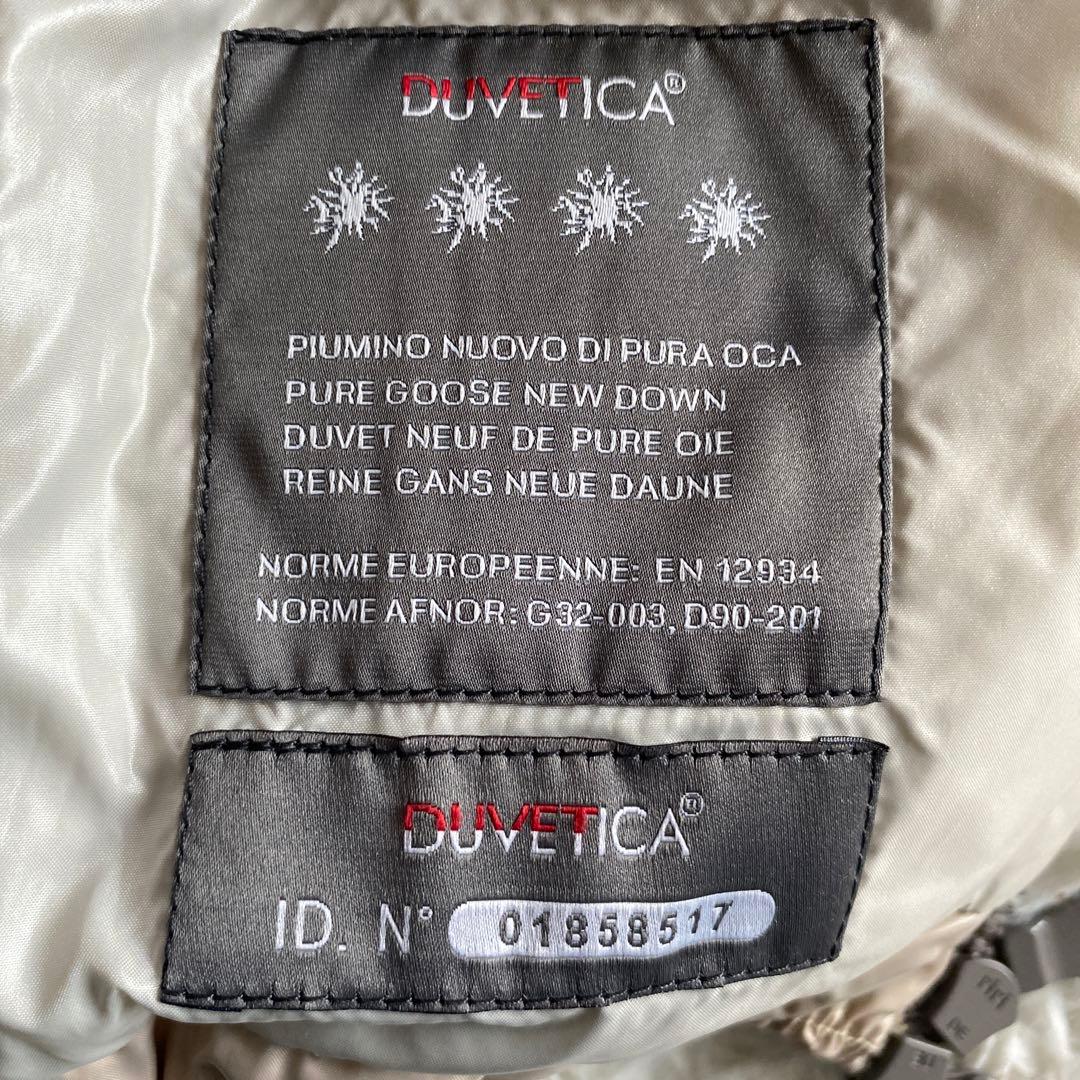 DUVETICA®
PIUMINO NUOVO DI PURA OCA
PURE GOOSE NEW DOWN
DUVET NEUF DE PURE OIE
REINE GANS NEUE DAUNE
NORME EUROPEENNE: EN 12934
NORME AFNOR: G32-003, D90-201
DUVETICA®
ID. N° 01858517